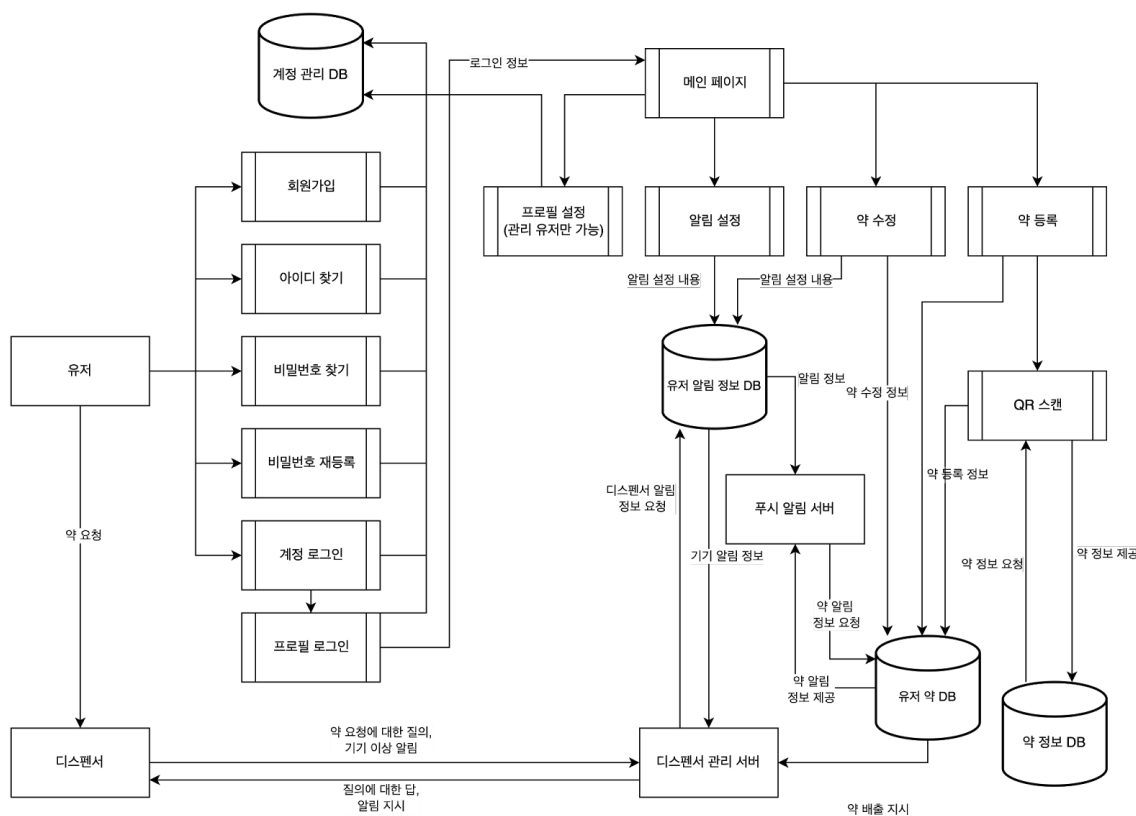 계정 관리 DB
로그인 정보
메인 페이지
회원가입
프로필 설정
(관리 유저만 가능)
알림 설정
약 수정
약 등록
아이디 찾기
알림 설정 내용
알림 설정 내용
유저
비밀번호 찾기
유저 알림 정보 DB
알림 정보
약 수정 정보
QR 스캔
비밀번호 재등록
디스펜서 알림
정보 요청
푸시 알림 서버
약 등록 정보
약 요청
계정 로그인
기기 알림 정보
약 정보 요청
약 정보 제공
프로필 로그인
약 알림
정보 요청
약 알림
정보 제공
유저 약 DB
약 정보 DB
디스펜서
약 요청에 대한 질의,
기기 이상 알림
디스펜서 관리 서버
질의에 대한 답,
알림 지시
약 배출 지시